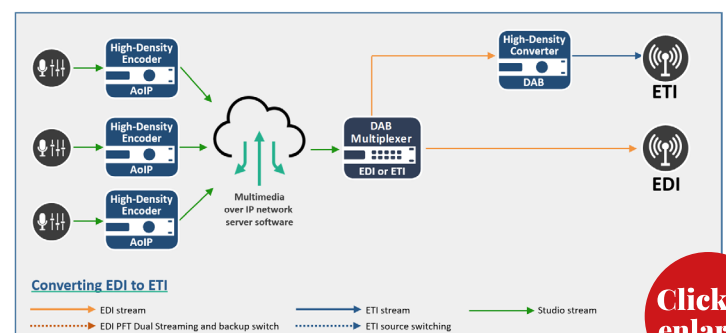 High-Density
Encoder
AoIP
High-Density
Encoder
AoIP
High-Density
Encoder
AoIP
Multimedia
over IP network
server software
DAB
Multiplexer
EDI or ETI
High-Density
Converter
DAB
ETI
EDI
Converting EDI to ETI
EDI stream
ETI stream
Studio stream
EDI PFT Dual Streaming and backup switch
ETI source switching
Click